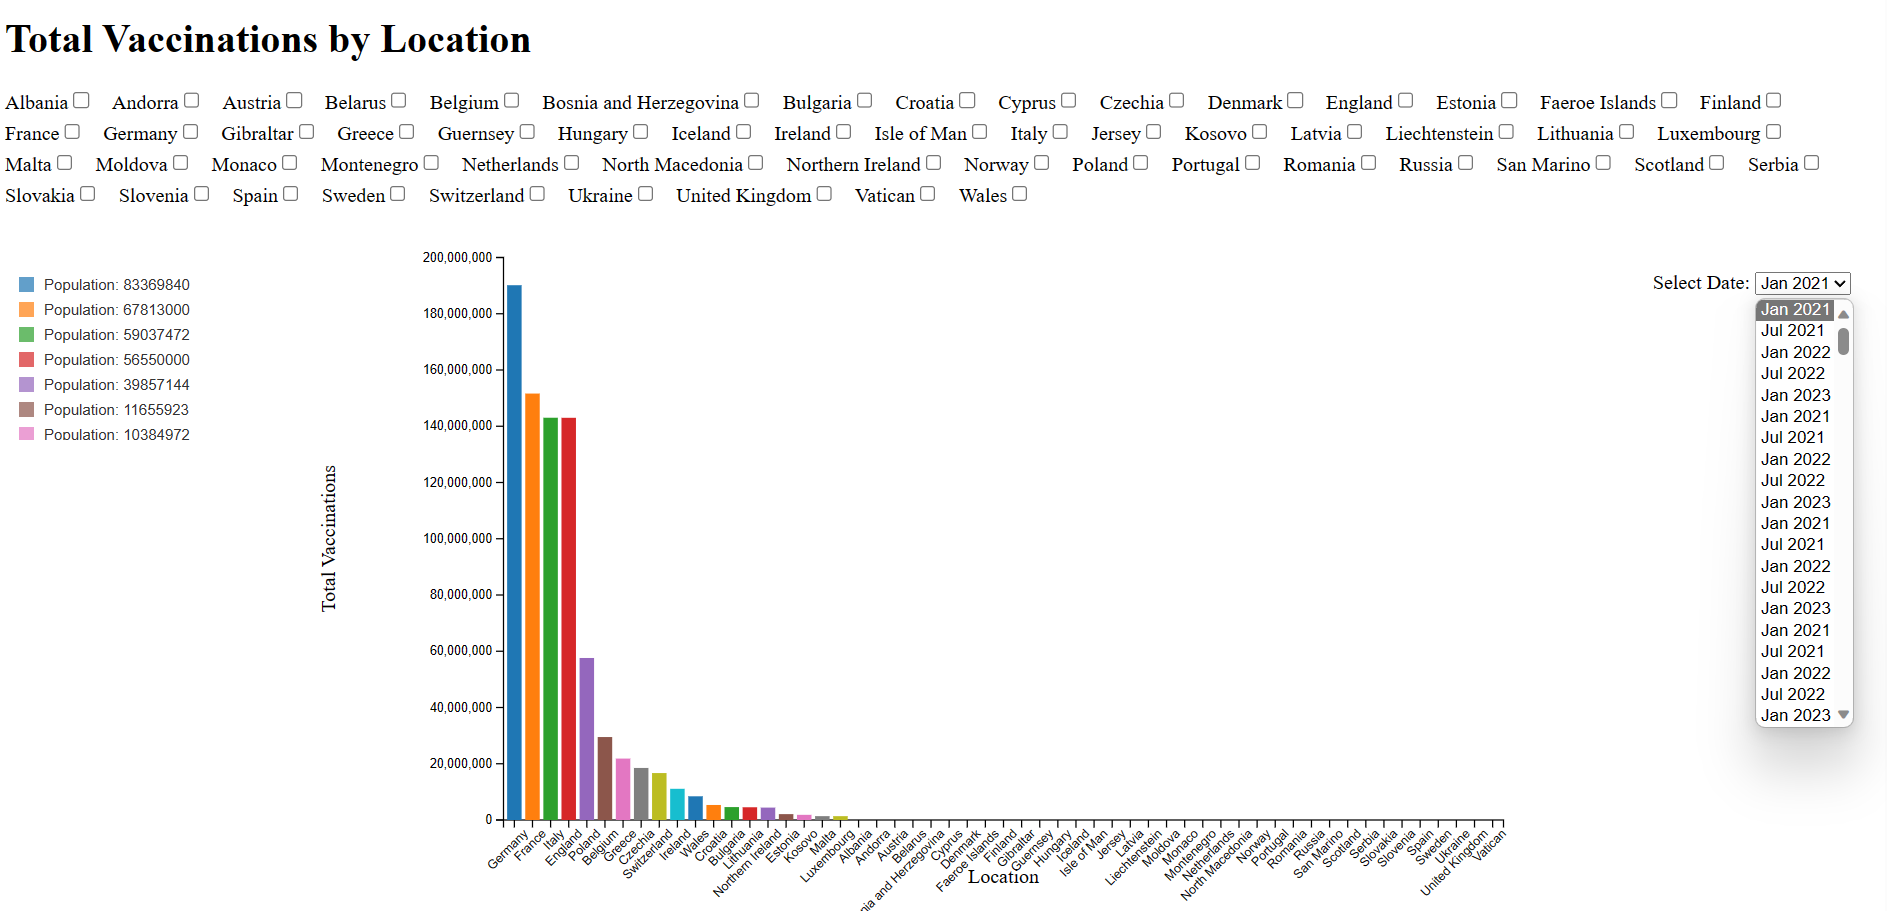 Total Vaccinations by Location
Albania Andorra Austria Belarus Belgium Bosnia and Herzegovina Bulgaria Croatia Cyprus Czechia Denmark England Estonia Faeroe Islands Finland
France Germany Gibraltar Greece Guernsey Hungary Iceland Ireland Isle of Man Italy Jersey Kosovo Latvia Liechtenstein Lithuania Luxembourg
Malta Moldova Monaco Montenegro Netherlands North Macedonia Northern Ireland Norway Poland Portugal Romania Russia San Marino Scotland Serbia
Slovakia Slovenia Spain Sweden Switzerland Ukraine United Kingdom Vatican Wales
Population: 83369840
Population: 67813000
Population: 59037472
Population: 56550000
Population: 39857144
Population: 11655923
Population: 10384972
Total Vaccinations
200,000,000
180,000,000
160,000,000
140,000,000
120,000,000
100,000,000
80,000,000
60,000,000
40,000,000
20,000,000
0
Germany
France
Italy
England
Poland
Belgium
Greece
Czechia
Switzerland
Ireland
Wales
Croatia
Bulgaria
Lithuania
Northern Ireland
Estonia
Kosovo
Malta
Luxembourg
Albania
Andorra
Austria
Belarus
nia and Herzegovina
Cyprus
Denmark
Faeroe Islands
Finland
Gibraltar
Guernsey
Hungary
Iceland
Isle of Man
Jersey
Latvia
Liechtenstein
Moldova
Monaco
Montenegro
Netherlands
North Macedonia
Norway
Portugal
Romania
Russia
San Marino
Scotland
Serbia
Slovakia
Slovenia
Spain
Sweden
Ukraine
United Kingdom
Vatican
Location
Select Date: Jan 2021
Jan 2021
Jul 2021
Jan 2022
Jul 2022
Jan 2023
Jan 2021
Jul 2021
Jan 2022
Jul 2022
Jan 2023
Jan 2021
Jul 2021
Jan 2022
Jul 2022
Jan 2023
Jan 2021
Jul 2021
Jan 2022
Jul 2022
Jan 2023